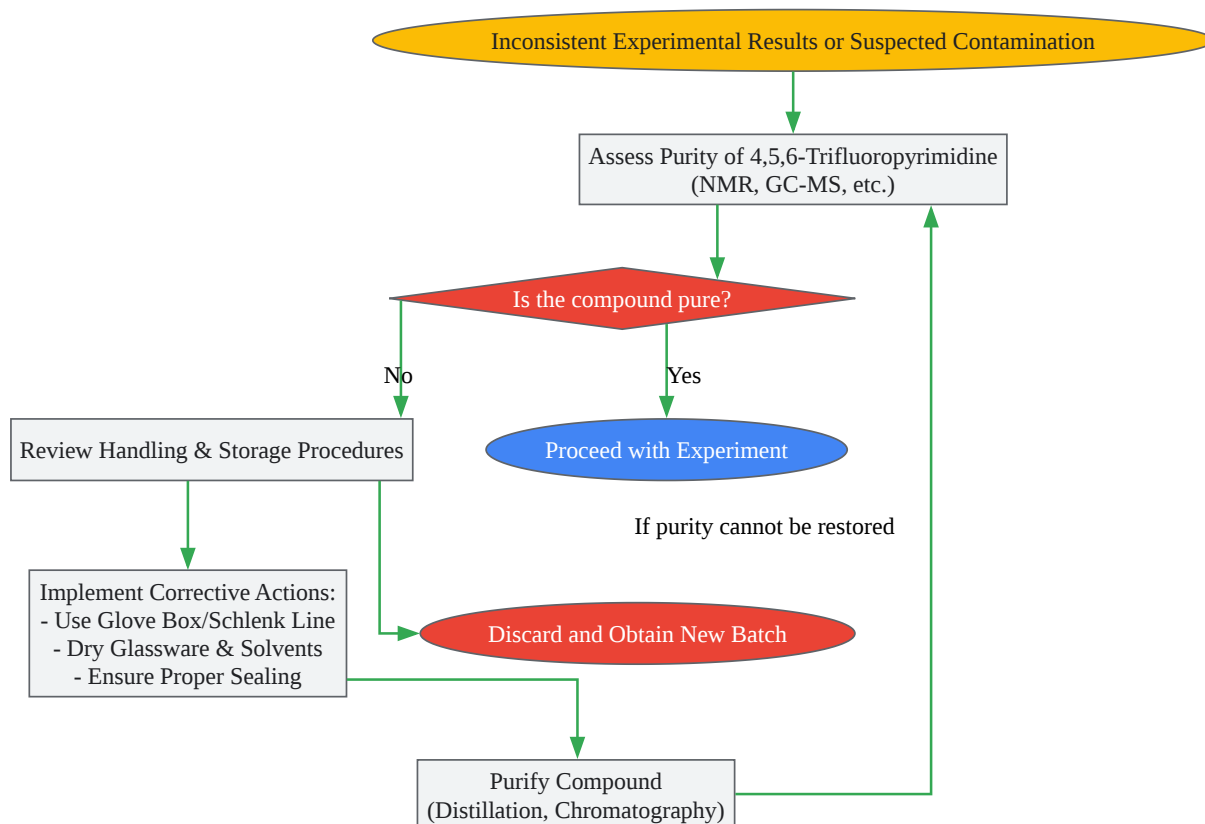 Inconsistent Experimental Results or Suspected Contamination
Assess Purity of 4,5,6-Trifluoropyrimidine
(NMR, GC-MS, etc.)
Is the compound pure?
No
Yes
Review Handling & Storage Procedures
Proceed with Experiment
If purity cannot be restored
Implement Corrective Actions:
- Use Glove Box/Schlenk Line
- Dry Glassware & Solvents
- Ensure Proper Sealing
Discard and Obtain New Batch
Purify Compound
(Distillation, Chromatography)